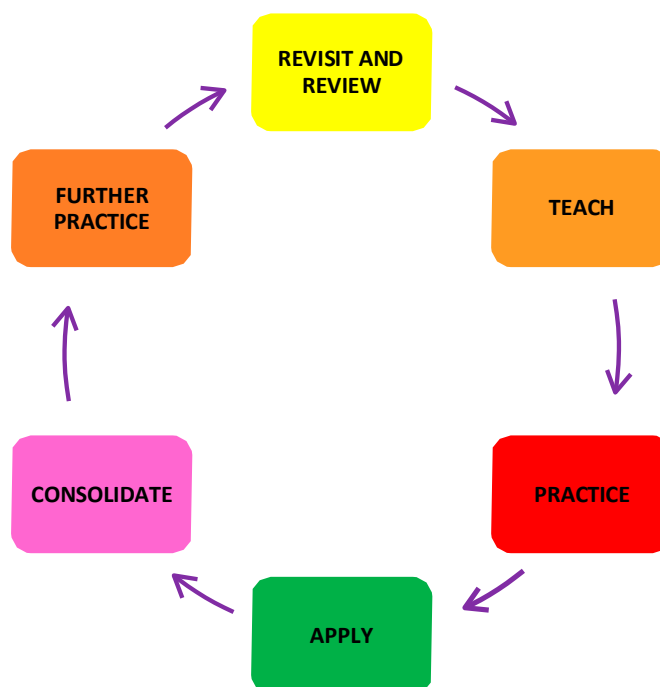 REVISIT AND
REVIEW
TEACH
PRACTICE
APPLY
CONSOLIDATE
FURTHER
PRACTICE